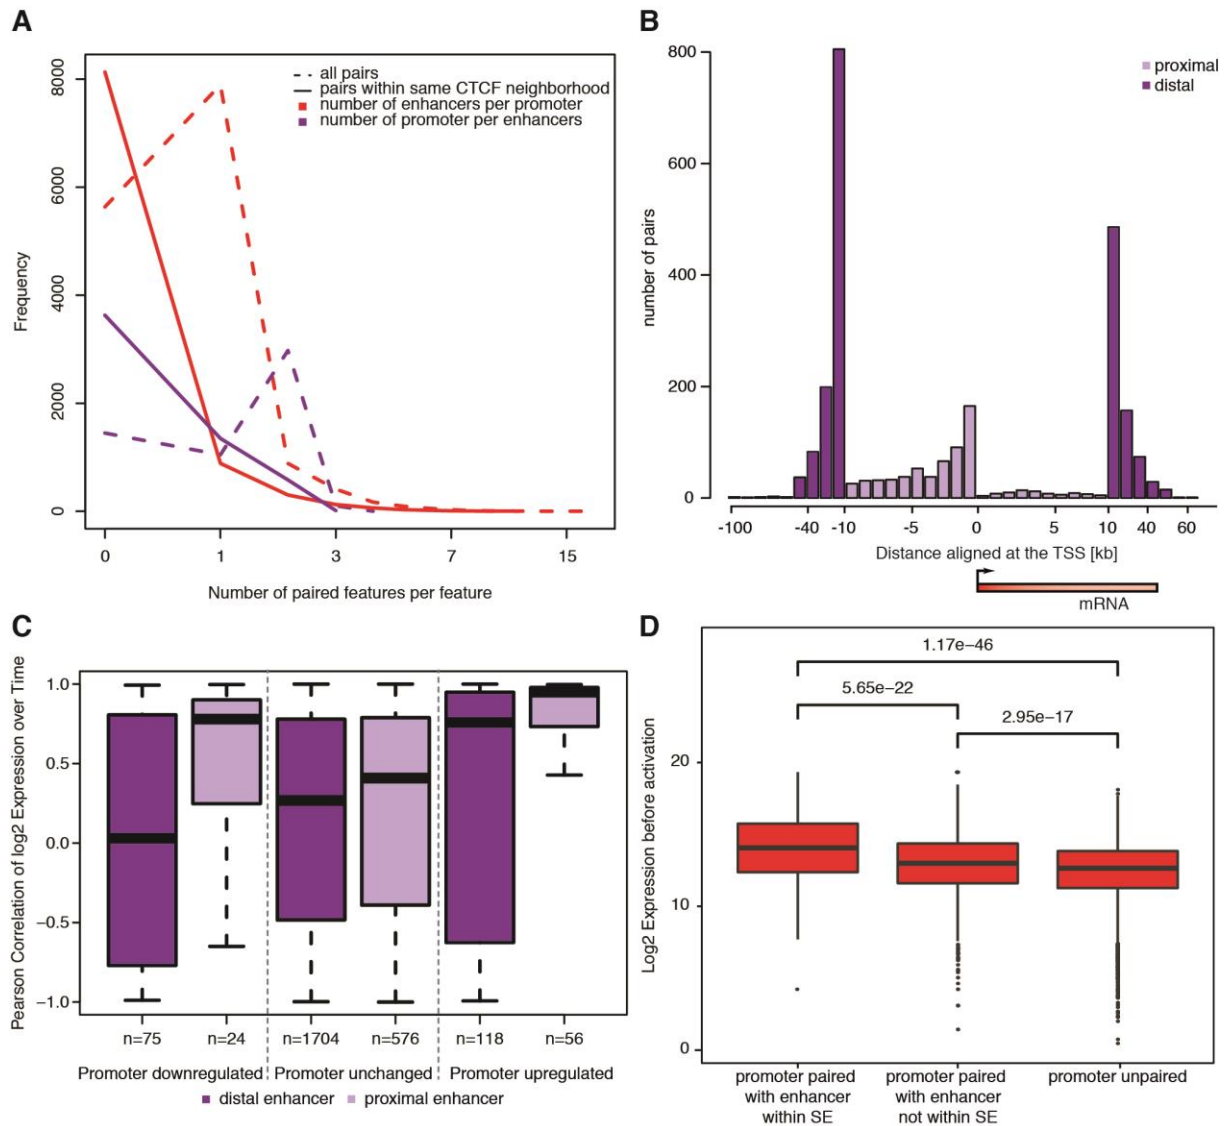 A
Frequency
8000
6000
4000
2000
0
all pairs
pairs within same CTCF neighborhood
number of enhancers per promoter
number of promoter per enhancers
0 1 3 7 15
Number of paired features per feature
B
number of pairs
800
600
400
200
0
proximal
distal
-100 -40 -10 -5 0 5 10 40 60
Distance aligned at the TSS [kb]
mRNA
C
Pearson Correlation of log2 Expression over Time
1.0
0.5
0.0
−0.5
−1.0
n=75 n=24 n=1704 n=576 n=118 n=56
Promoter downregulated Promoter unchanged Promoter upregulated
distal enhancer proximal enhancer
D
Log2 Expression before activation
20
10
0
1.17e−46
5.65e−22
2.95e−17
promoter paired
with enhancer
within SE
promoter paired
with enhancer
not within SE
promoter unpaired